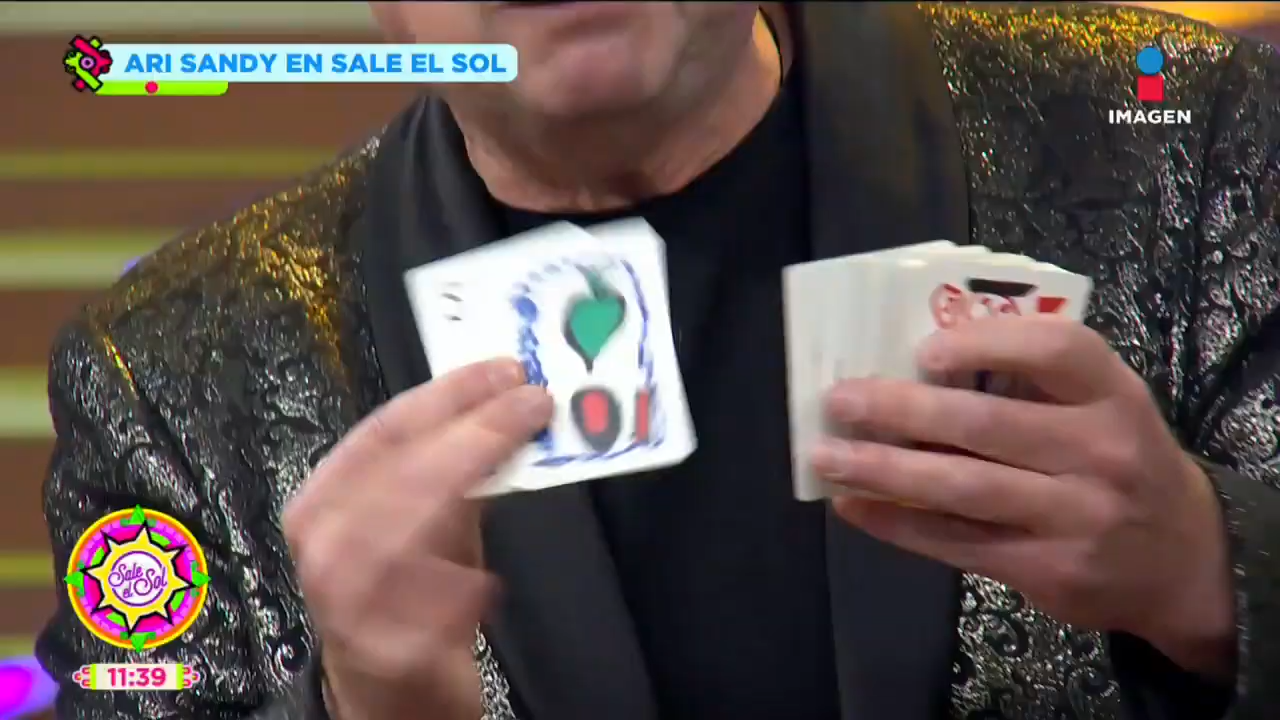 ARI SANDY EN SALE EL SOL
IMAGEN
Sale
el Sol
11:39